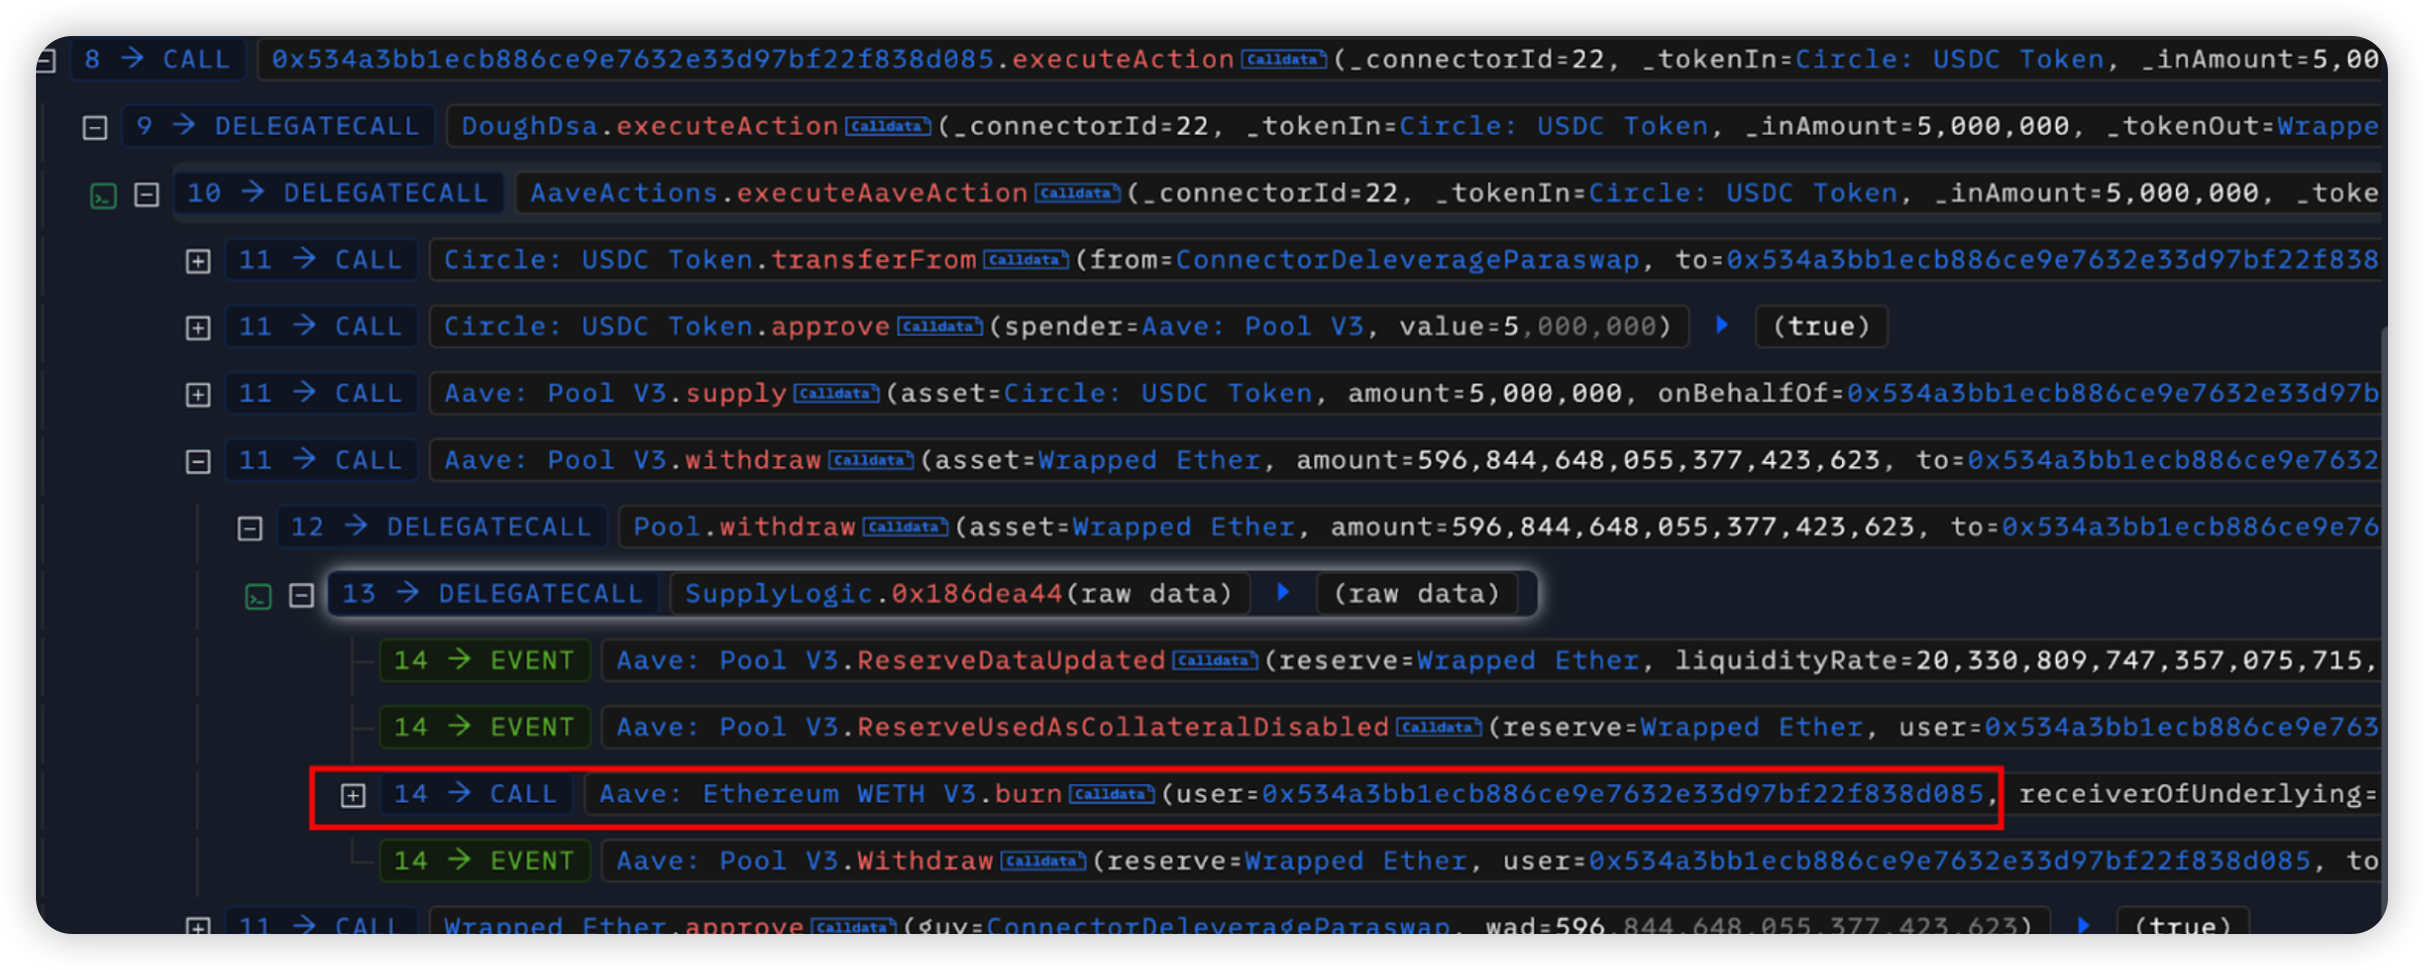 8 → CALL 0x534a3bb1ecb886ce9e7632e33d97bf22f838d085.executeAction Calldata (_connectorId=22, _tokenIn=Circle: USDC Token, _inAmount=5,00
9 → DELEGATECALL DoughDsa.executeAction Calldata (_connectorId=22, _tokenIn=Circle: USDC Token, _inAmount=5,000,000, _tokenOut=Wrappe
10 → DELEGATECALL AaveActions.executeAaveAction Calldata (_connectorId=22, _tokenIn=Circle: USDC Token, _inAmount=5,000,000, _toke
11 → CALL Circle: USDC Token.transferFrom Calldata (from=ConnectorDeleverageParaswap, to=0x534a3bb1ecb886ce9e7632e33d97bf22f838
11 → CALL Circle: USDC Token.approve Calldata (spender=Aave: Pool V3, value=5,000,000) ▶ (true)
11 → CALL Aave: Pool V3.supply Calldata (asset=Circle: USDC Token, amount=5,000,000, onBehalfOf=0x534a3bb1ecb886ce9e7632e33d97b
11 → CALL Aave: Pool V3.withdraw Calldata (asset=Wrapped Ether, amount=596,844,648,055,377,423,623, to=0x534a3bb1ecb886ce9e7632
12 → DELEGATECALL Pool.withdraw Calldata (asset=Wrapped Ether, amount=596,844,648,055,377,423,623, to=0x534a3bb1ecb886ce9e76
13 → DELEGATECALL SupplyLogic.0x186dea44(raw data) ▶ (raw data)
14 → EVENT Aave: Pool V3.ReserveDataUpdated Calldata (reserve=Wrapped Ether, liquidityRate=20,330,809,747,357,075,715,
14 → EVENT Aave: Pool V3.ReserveUsedAsCollateralDisabled Calldata (reserve=Wrapped Ether, user=0x534a3bb1ecb886ce9e763
14 → CALL Aave: Ethereum WETH V3.burn Calldata (user=0x534a3bb1ecb886ce9e7632e33d97bf22f838d085, receiverOfUnderlying=
14 → EVENT Aave: Pool V3.Withdraw Calldata (reserve=Wrapped Ether, user=0x534a3bb1ecb886ce9e7632e33d97bf22f838d085, to
11 → CALL Wrapped Ether.approve Calldata (guy=ConnectorDeleverageParaswap, wad=596,844,648,055,377,423,623) ▶ (true)